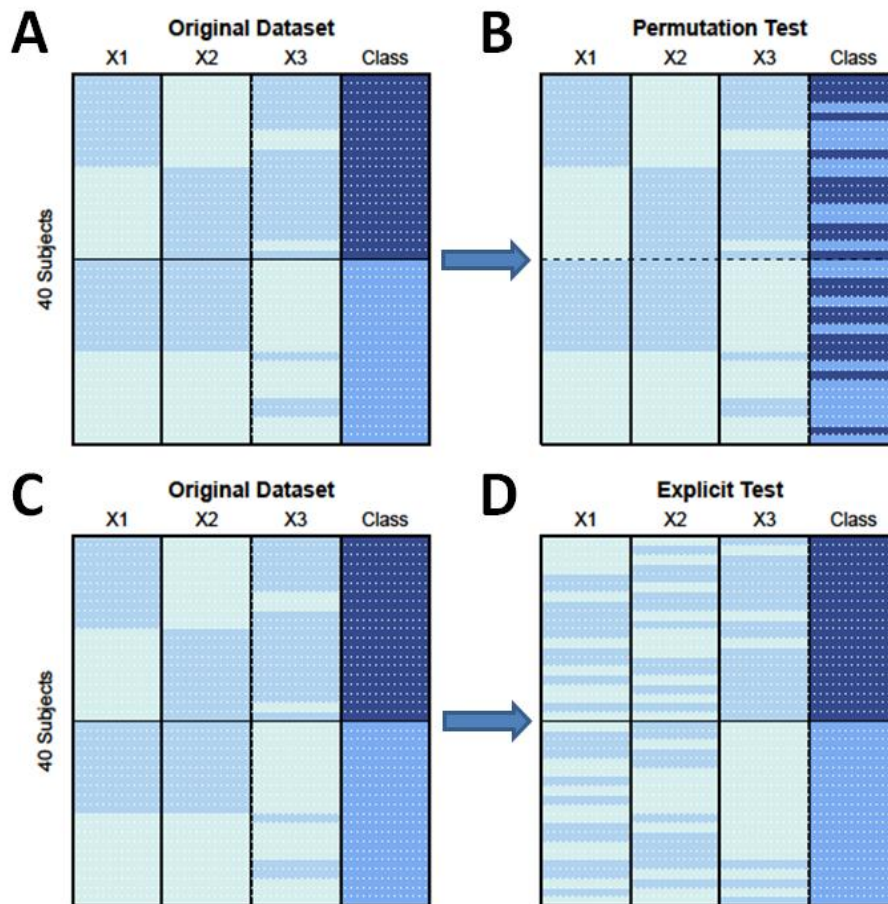 A
Original Dataset
X1 X2 X3 Class
40 Subjects
B
Permutation Test
X1 X2 X3 Class
C
Original Dataset
X1 X2 X3 Class
40 Subjects
D
Explicit Test
X1 X2 X3 Class